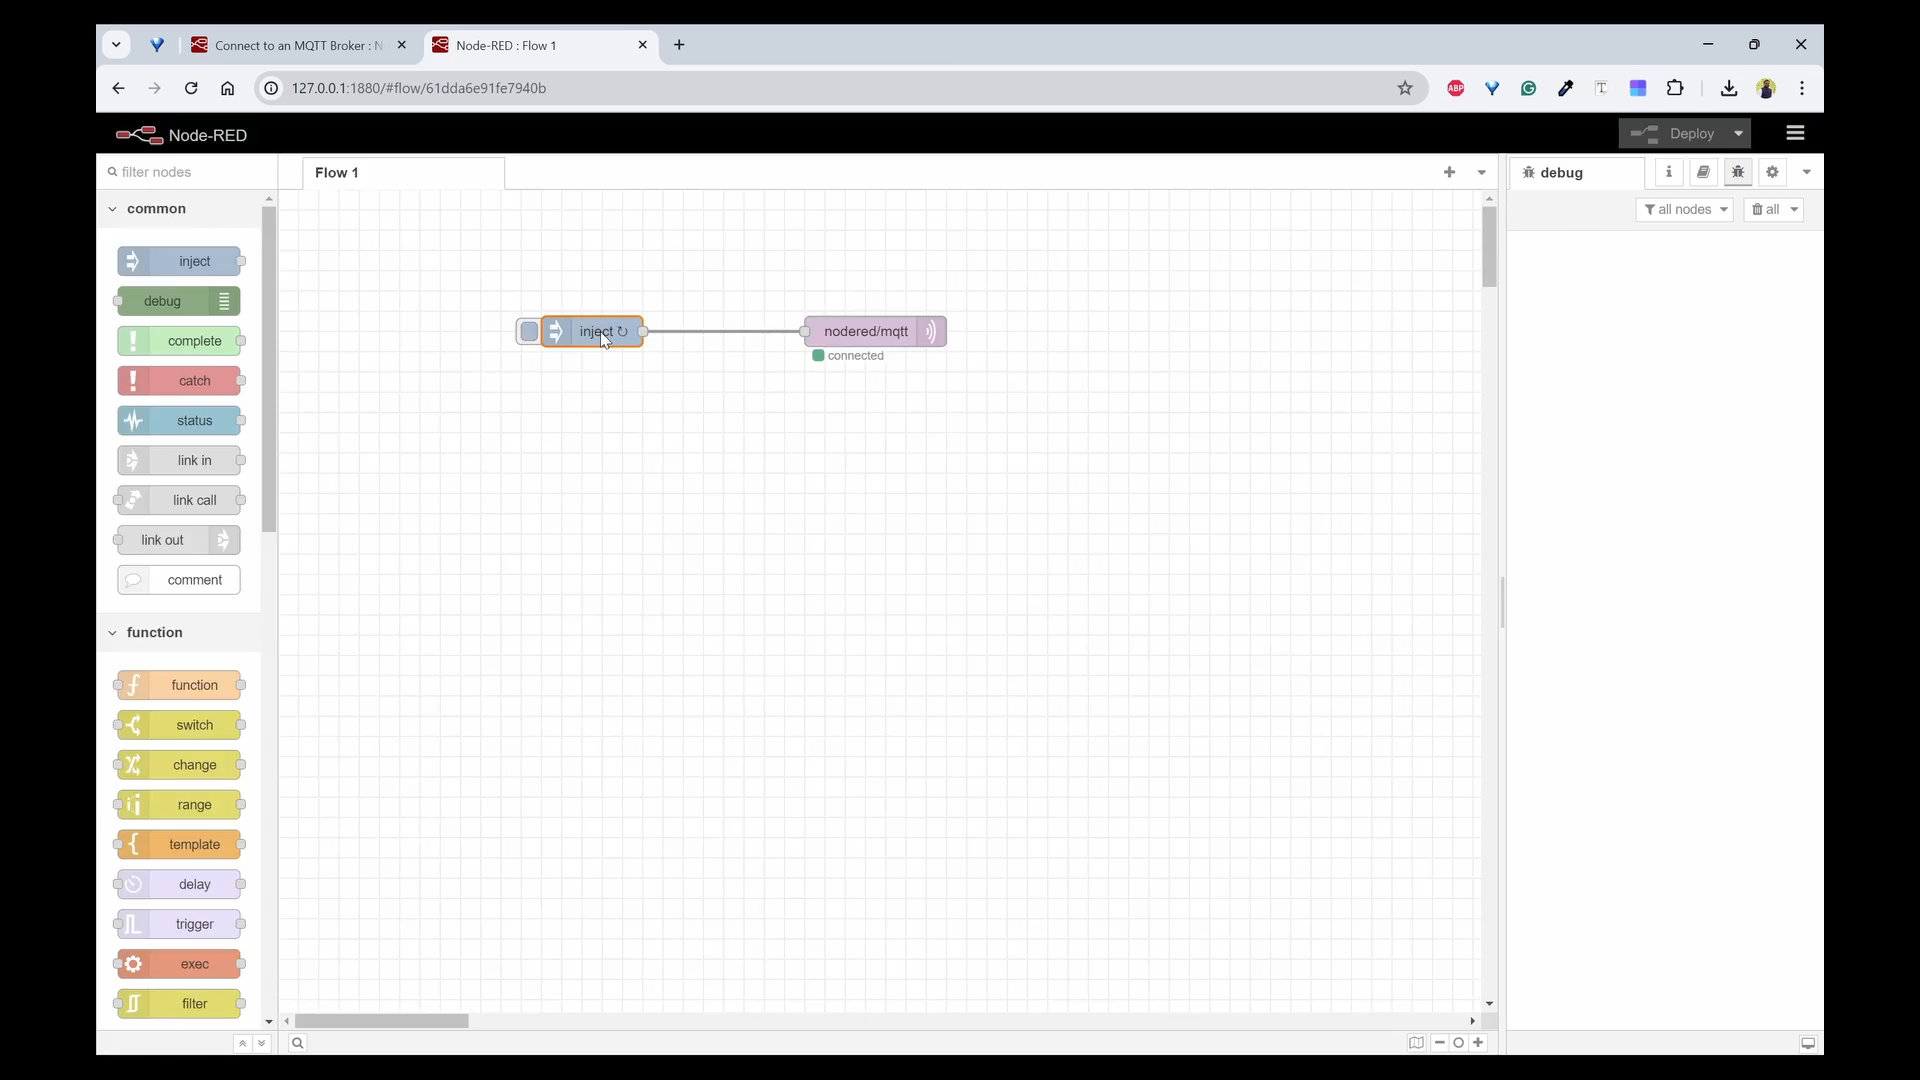 Connect to an MQTT Broker : N
Node-RED : Flow 1
127.0.0.1:1880/#flow/61dda6e91fe7940b
ABP
Node-RED
Deploy
filter nodes
Flow 1
debug
all nodes
all
common
inject
debug
complete
catch
status
link in
link call
link out
comment
function
function
switch
change
range
template
delay
trigger
exec
filter
inject ↻
nodered/mqtt
connected